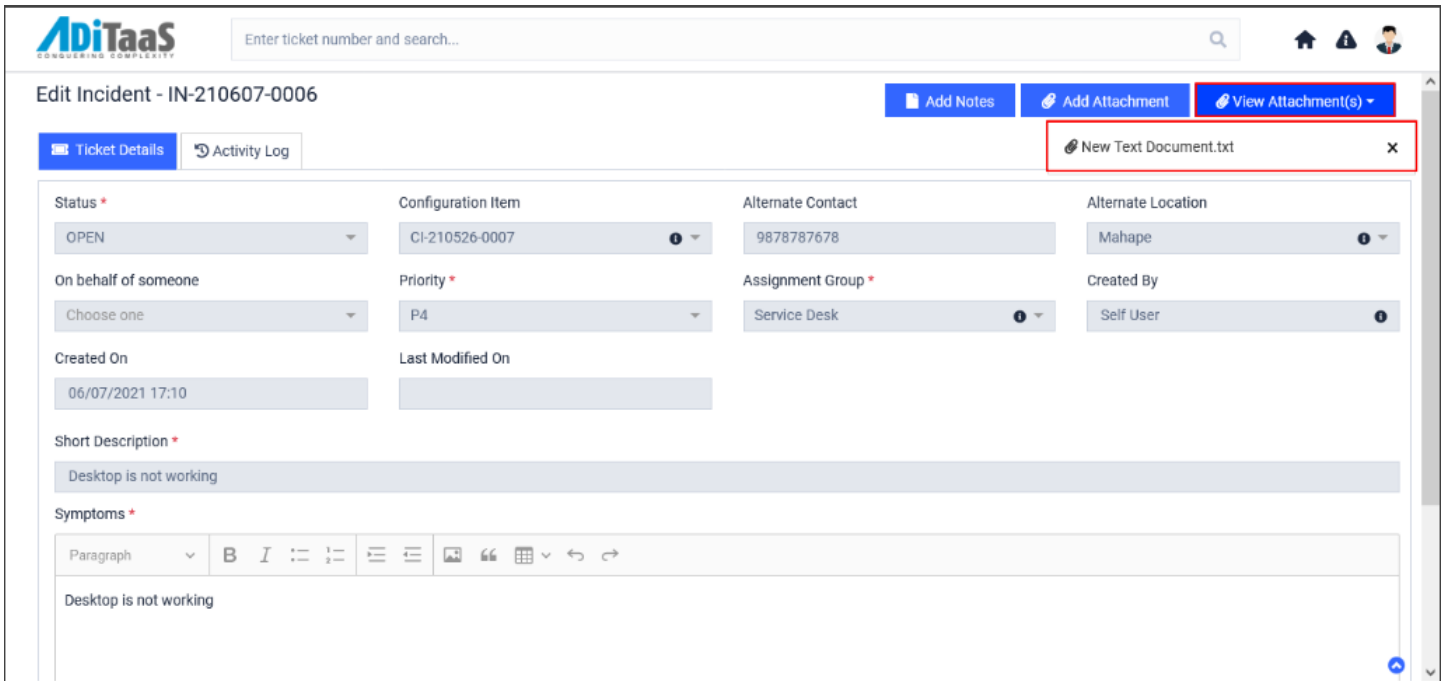 ADiTaaS
CONQUERING COMPLEXITY
Enter ticket number and search...
Edit Incident - IN-210607-0006
Add Notes
Add Attachment
View Attachment(s)
New Text Document.txt
Ticket Details
Activity Log
Status *
Configuration Item
Alternate Contact
Alternate Location
OPEN
CI-210526-0007
9878787678
Mahape
On behalf of someone
Priority *
Assignment Group *
Created By
Choose one
P4
Service Desk
Self User
Created On
Last Modified On
06/07/2021 17:10
Short Description *
Desktop is not working
Symptoms *
Paragraph
Desktop is not working